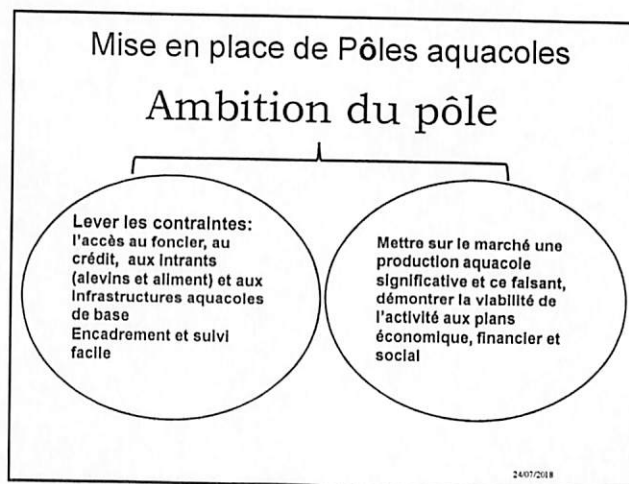 Mise en place de Pôles aquacoles
Ambition du pôle
Lever les contraintes:
l'accès au foncier, au
crédit, aux intrants
(alevins et aliment) et aux
infrastructures aquacoles
de base
Encadrement et suivi
facile
Mettre sur le marché une
production aquacole
significative et ce faisant,
démontrer la viabilité de
l'activité aux plans
économique, financier et
social
24/07/2018